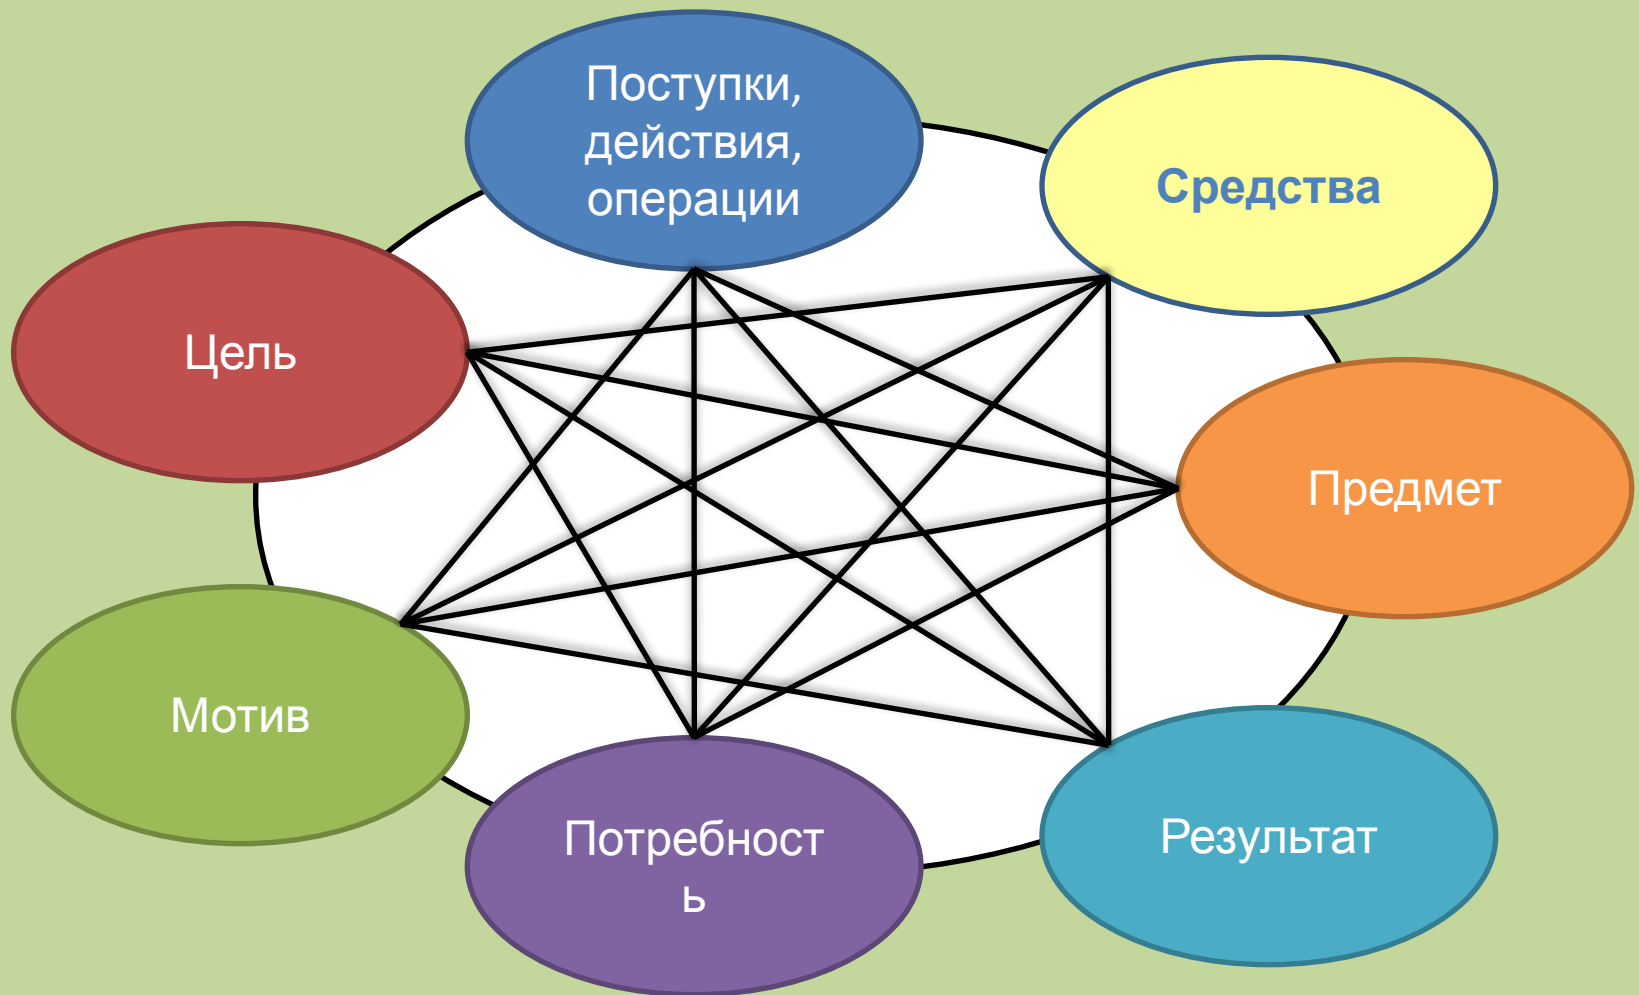 Поступки,
действия,
операции
Средства
Цель
Предмет
Мотив
Потребност
ь
Результат